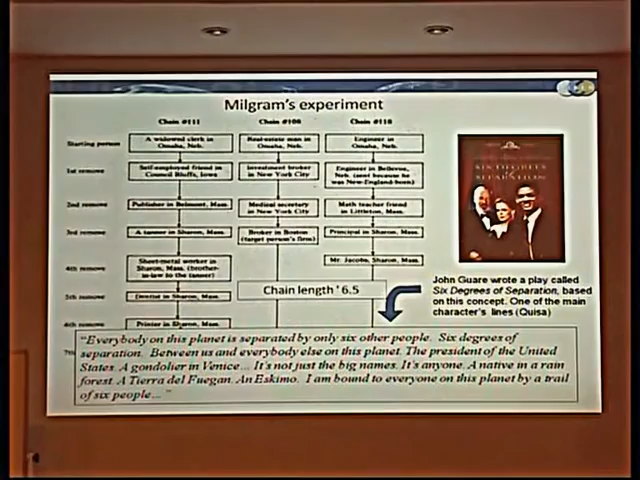 Milgram's experiment
Chain #111
Chain #108
Chain #110
Starting person
A widowed clerk in
Omaha, Neb.
Real-estate man in
Omaha, Neb.
Engineer in
Omaha, Neb.
1st remove
Self-employed friend in
Council Bluffs, Iowa
Investment broker
in New York City
Engineer in Bellevue,
Neb. (sent because he
was New-England-born)
2nd remove
Publisher in Belmont, Mass.
Medical secretary
in New York City
Math teacher friend
in Littleton, Mass.
3rd remove
A tanner in Sharon, Mass.
Broker in Boston
(target person's firm)
Principal in Sharon, Mass.
4th remove
Sheet-metal worker in
Sharon, Mass. (brother-
in-law to the tanner)
Mr. Jacobs, Sharon, Mass.
5th remove
Dentist in Sharon, Mass.
6th remove
Printer in Sharon, Mass.
Chain length ' 6.5
SIX DEGREES
OF
SEPARATION
John Guare wrote a play called
Six Degrees of Separation, based
on this concept. One of the main
character's lines (Quisa)
"Everybody on this planet is separated by only six other people. Six degrees of
separation. Between us and everybody else on this planet. The president of the United
States. A gondolier in Venice... It's not just the big names. It's anyone. A native in a rain
forest. A Tierra del Fuegan. An Eskimo. I am bound to everyone on this planet by a trail
of six people..."